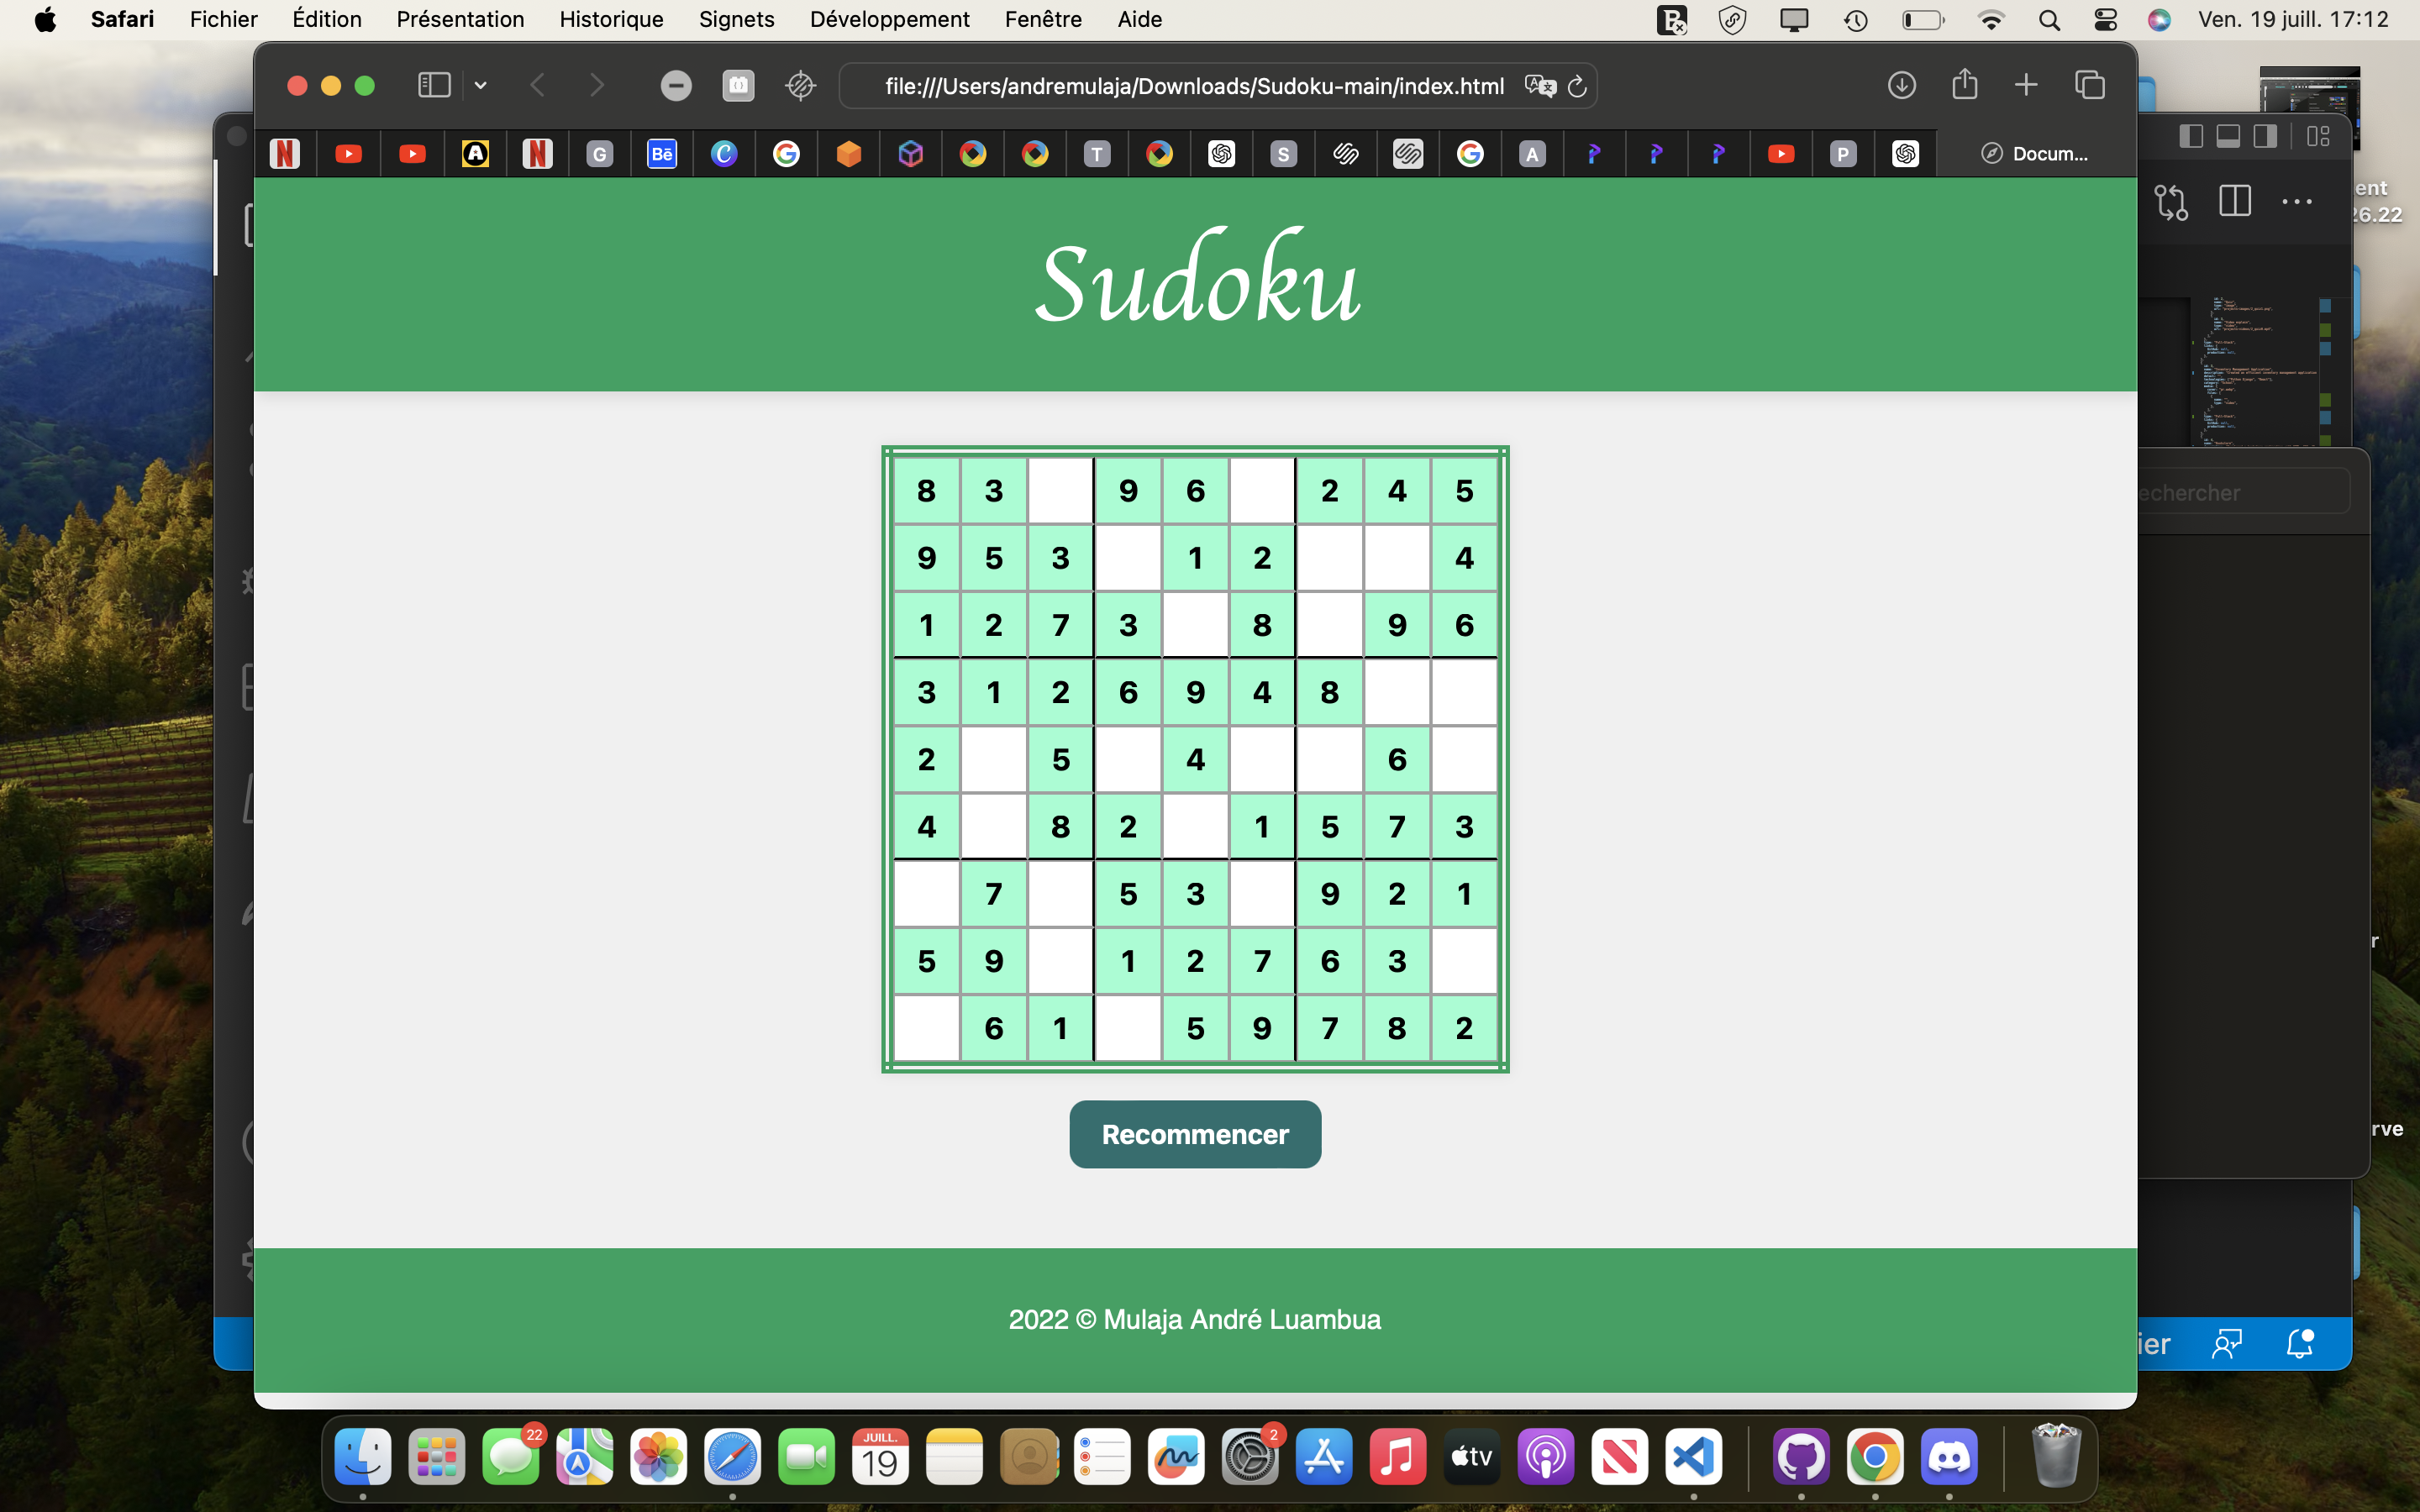 Safari Fichier Édition Présentation Historique Signets Développement Fenêtre Aide Ven. 19 juill. 17:12
file:///Users/andremulaja/Downloads/Sudoku-main/index.html
N N G Bē G T S G A P Docum...
ent
26.22
Sudoku
echercher
8 3 9 6 2 4 5
9 5 3 1 2 4
1 2 7 3 8 9 6
3 1 2 6 9 4 8
2 5 4 6
4 8 2 1 5 7 3
7 5 3 9 2 1
5 9 1 2 7 6 3
6 1 5 9 7 8 2
r
Recommencer
rve
2022 © Mulaja André Luambua
ier
22
JUILL.
19
2
tv